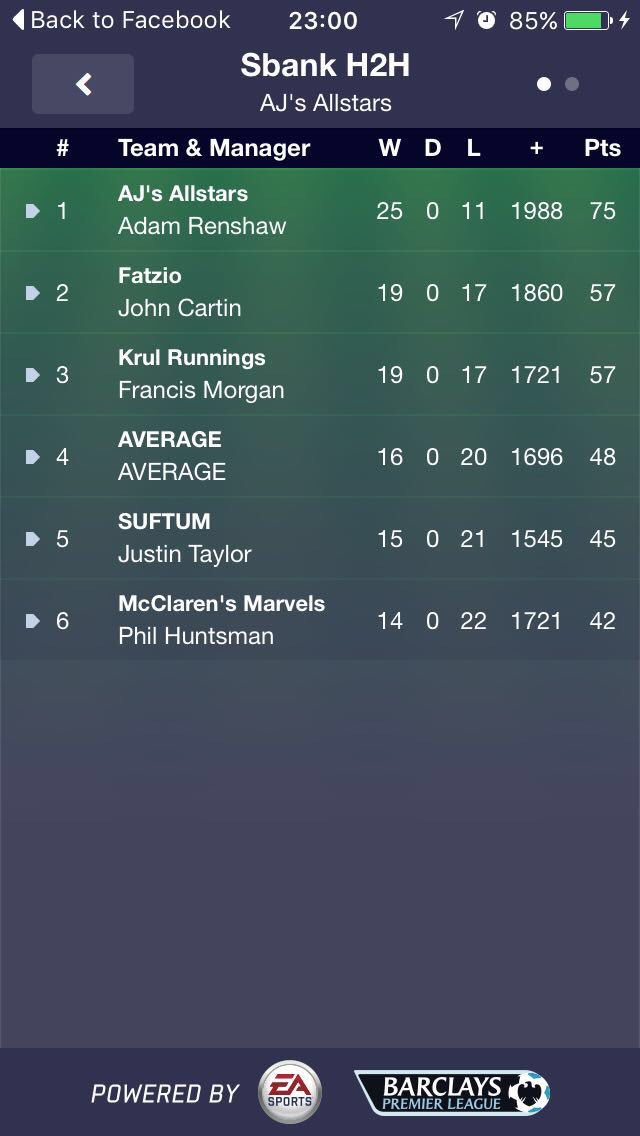 Back to Facebook 23:00 85%
Sbank H2H
AJ's Allstars
# Team & Manager W D L + Pts
1 AJ's Allstars 25 0 11 1988 75
Adam Renshaw
2 Fatzio 19 0 17 1860 57
John Cartin
3 Krul Runnings 19 0 17 1721 57
Francis Morgan
4 AVERAGE 16 0 20 1696 48
AVERAGE
5 SUFTUM 15 0 21 1545 45
Justin Taylor
6 McClaren's Marvels 14 0 22 1721 42
Phil Huntsman
POWERED BY EA SPORTS BARCLAYS PREMIER LEAGUE